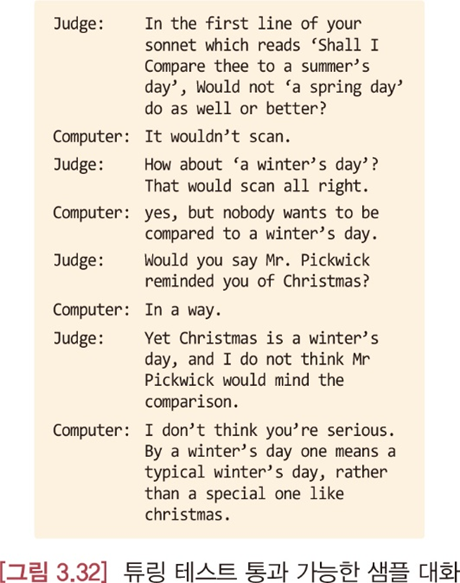 Judge: In the first line of your
sonnet which reads ‘Shall I
Compare thee to a summer’s
day’, Would not ‘a spring day’
do as well or better?
Computer: It wouldn’t scan.
Judge: How about ‘a winter’s day’?
That would scan all right.
Computer: yes, but nobody wants to be
compared to a winter’s day.
Judge: Would you say Mr. Pickwick
reminded you of Christmas?
Computer: In a way.
Judge: Yet Christmas is a winter’s
day, and I do not think Mr
Pickwick would mind the
comparison.
Computer: I don’t think you’re serious.
By a winter’s day one means a
typical winter’s day, rather
than a special one like
christmas.
[그림 3.32] 튜링 테스트 통과 가능한 샘플 대화